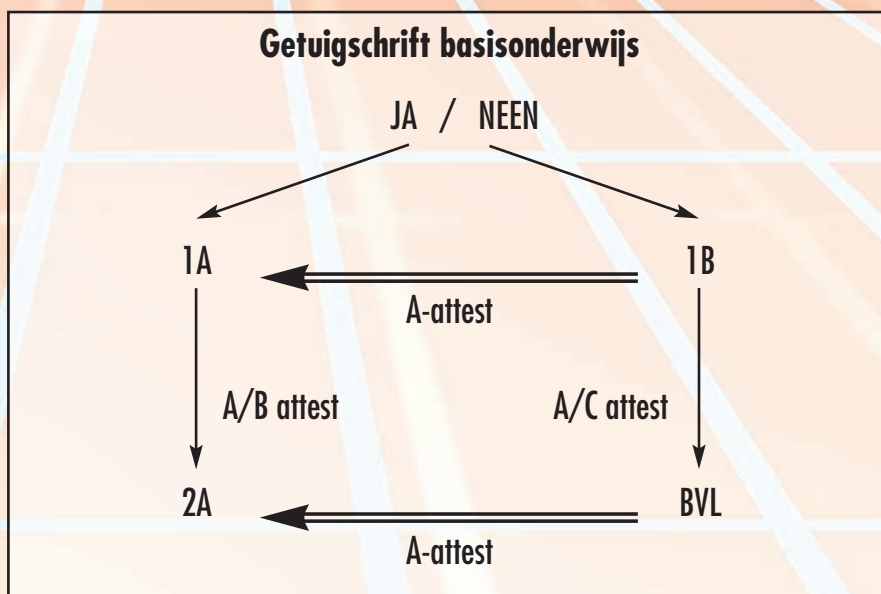 Getuigschrift basisonderwijs
JA / NEEN
1A
1B
A-attest
A/B attest
A/C attest
2A
BVL
A-attest